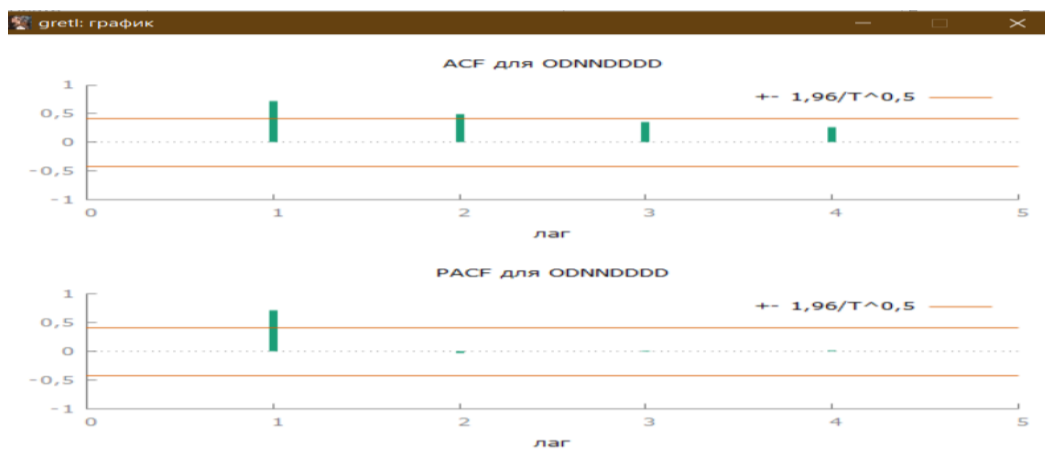 gretl: график
ACF для ODNNDDDD
+- 1,96/T^0,5
1
0,5
0
-0,5
-1
0 1 2 3 4 5
лаг
PACF для ODNNDDDD
+- 1,96/T^0,5
1
0,5
0
-0,5
-1
0 1 2 3 4 5
лаг